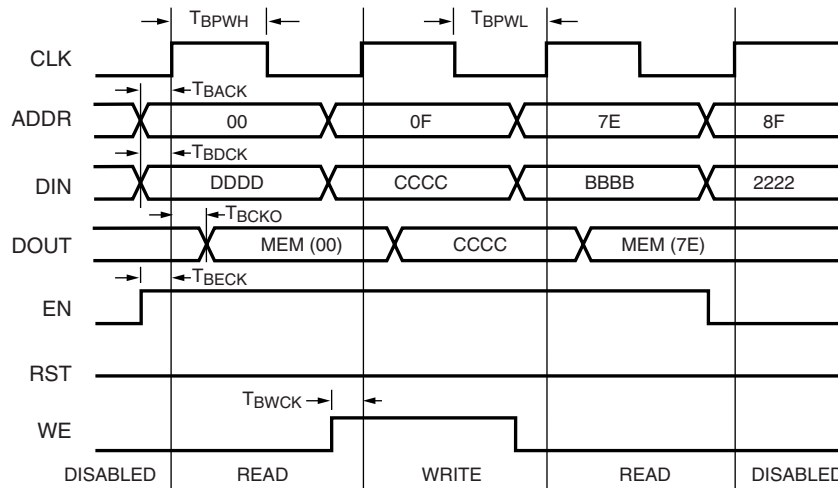 TBPWH TBPWL
CLK
TBACK
ADDR 00 0F 7E 8F
TBDCK
DIN DDDD CCCC BBBB 2222
TBCKO
DOUT MEM (00) CCCC MEM (7E)
TBECK
EN
RST
TBWCK
WE
DISABLED READ WRITE READ DISABLED